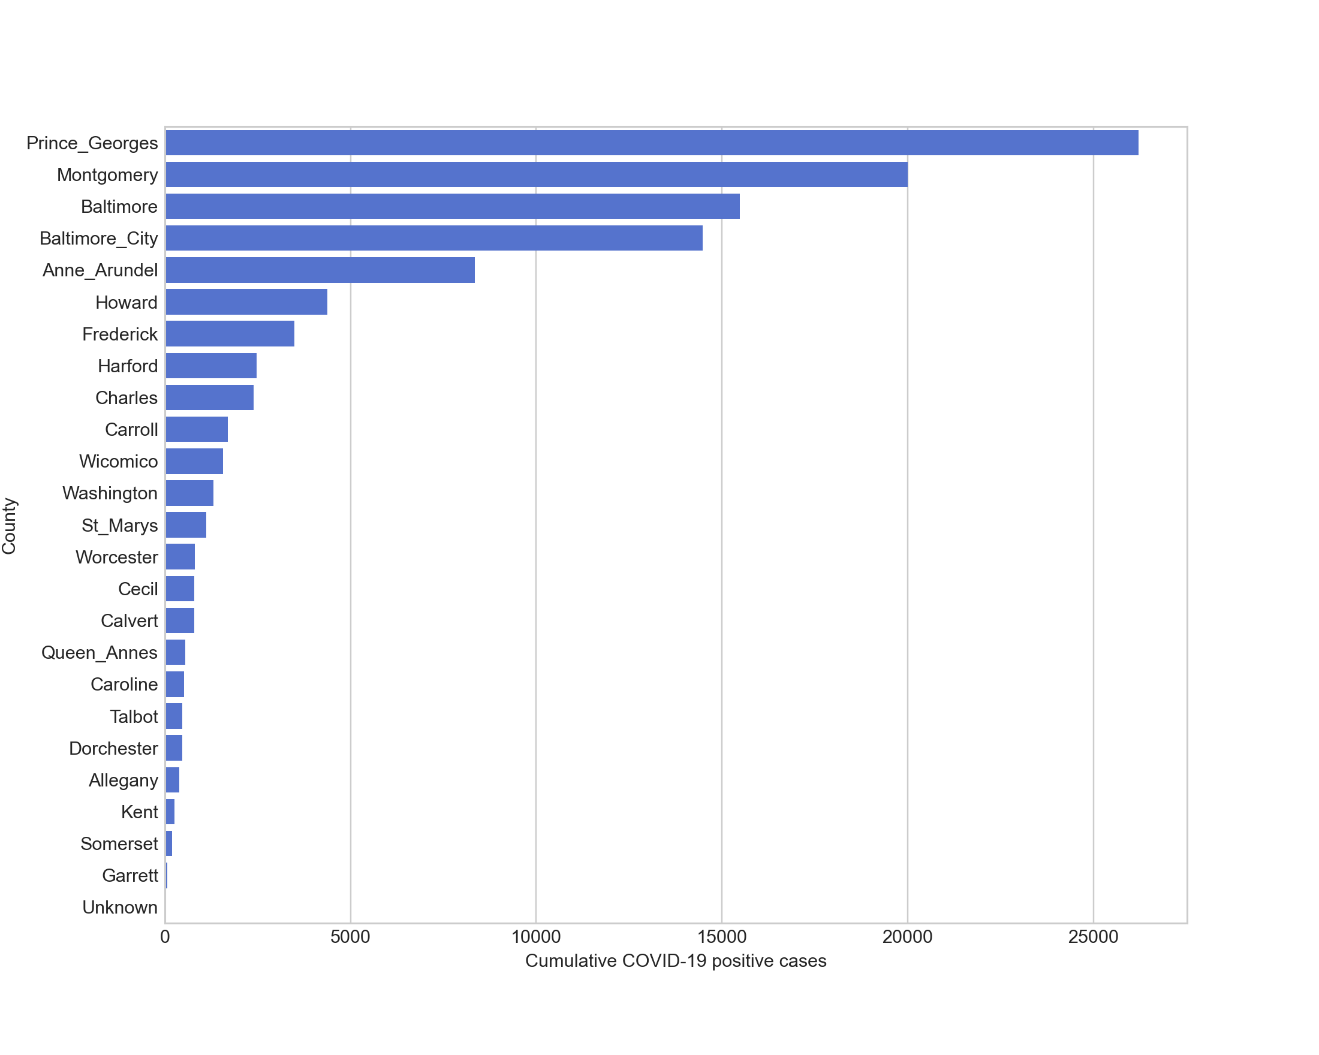 Prince_Georges
Montgomery
Baltimore
Baltimore_City
Anne_Arundel
Howard
Frederick
Harford
Charles
Carroll
Wicomico
Washington
St_Marys
Worcester
Cecil
Calvert
Queen_Annes
Caroline
Talbot
Dorchester
Allegany
Kent
Somerset
Garrett
Unknown
County
0 5000 10000 15000 20000 25000
Cumulative COVID-19 positive cases